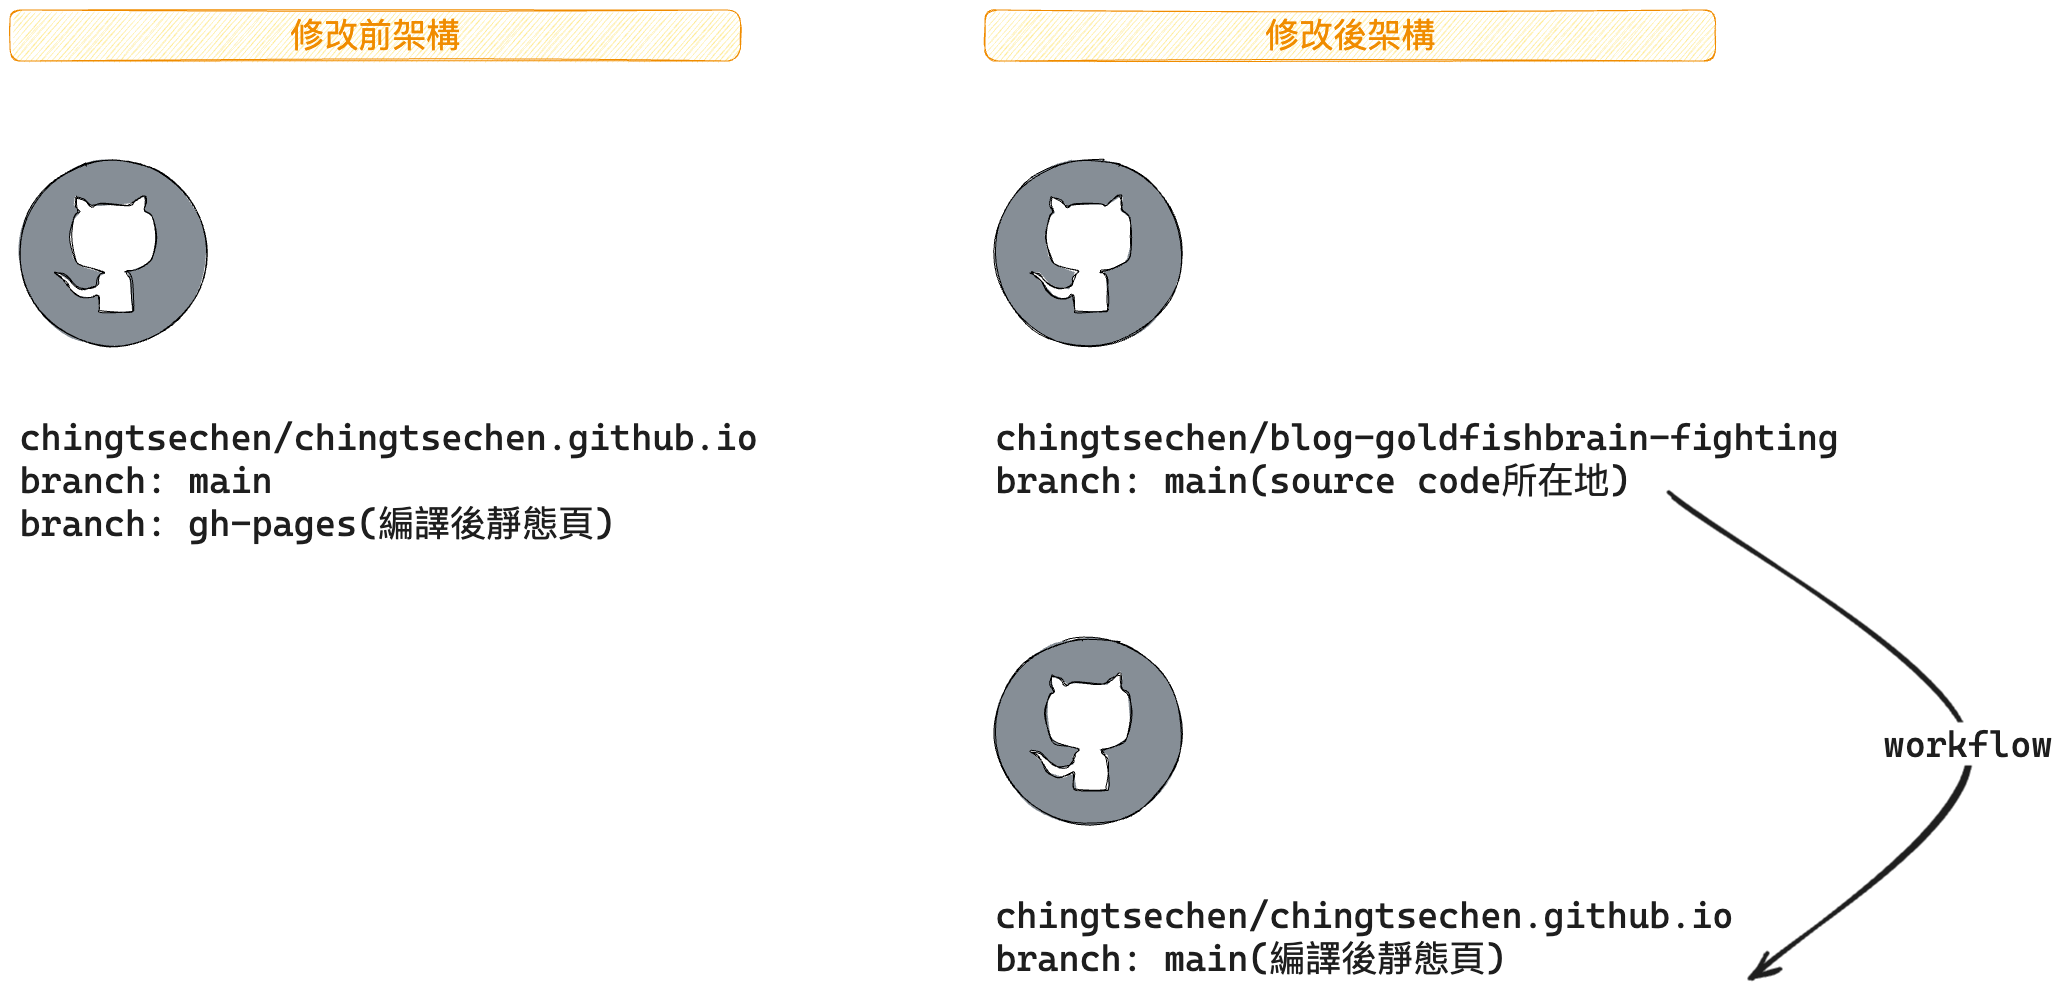 修改前架構
chingtsechen/chingtsechen.github.io
branch: main
branch: gh-pages(編譯後靜態頁)
修改後架構
chingtsechen/blog-goldfishbrain-fighting
branch: main(source code所在地)
workflow
chingtsechen/chingtsechen.github.io
branch: main(編譯後靜態頁)